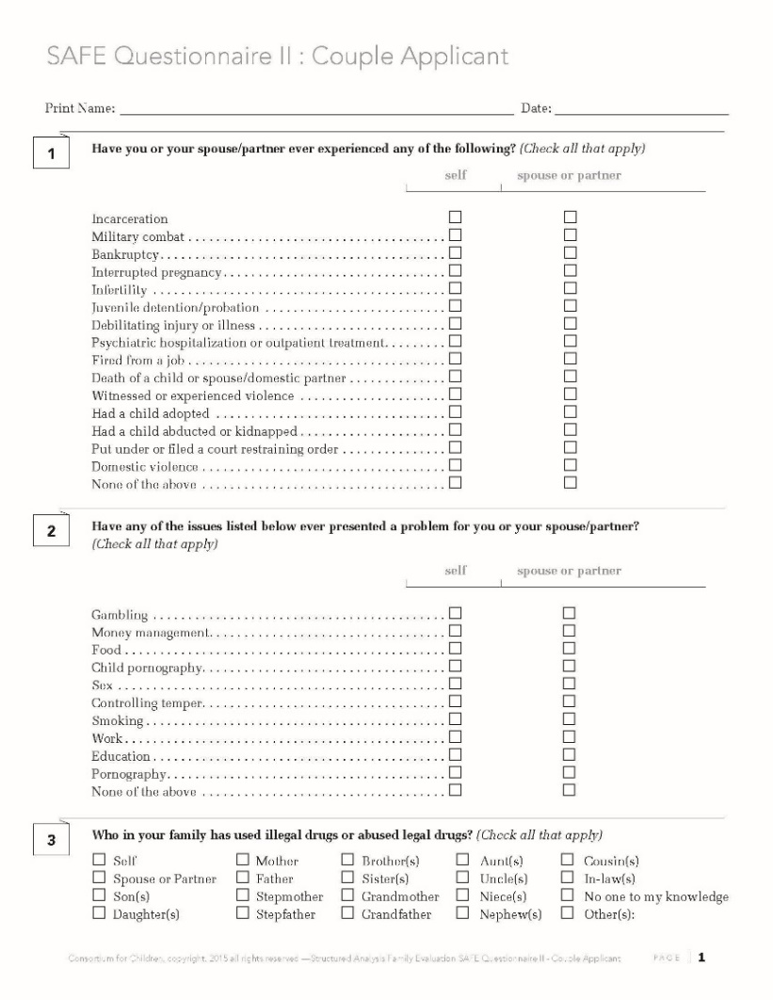 SAFE Questionnaire II : Couple Applicant
Print Name: Date:
1 Have you or your spouse/partner ever experienced any of the following? (Check all that apply)
self spouse or partner
Incarceration
Military combat
Bankruptcy
Interrupted pregnancy
Infertility
Juvenile detention/probation
Debilitating injury or illness
Psychiatric hospitalization or outpatient treatment
Fired from a job
Death of a child or spouse/domestic partner
Witnessed or experienced violence
Had a child adopted
Had a child abducted or kidnapped
Put under or filed a court restraining order
Domestic violence
None of the above
2 Have any of the issues listed below ever presented a problem for you or your spouse/partner?
(Check all that apply)
self spouse or partner
Gambling
Money management
Food
Child pornography
Sex
Controlling temper
Smoking
Work
Education
Pornography
None of the above
3 Who in your family has used illegal drugs or abused legal drugs? (Check all that apply)
Self Mother Brother(s) Aunt(s) Cousin(s)
Spouse or Partner Father Sister(s) Uncle(s) In-law(s)
Son(s) Stepmother Grandmother Niece(s) No one to my knowledge
Daughter(s) Stepfather Grandfather Nephew(s) Other(s):
Consortium for Children, copyright, 2015 all rights reserved —Structured Analysis Family Evaluation SAFE Questionnaire II - Couple Applicant PAGE 1